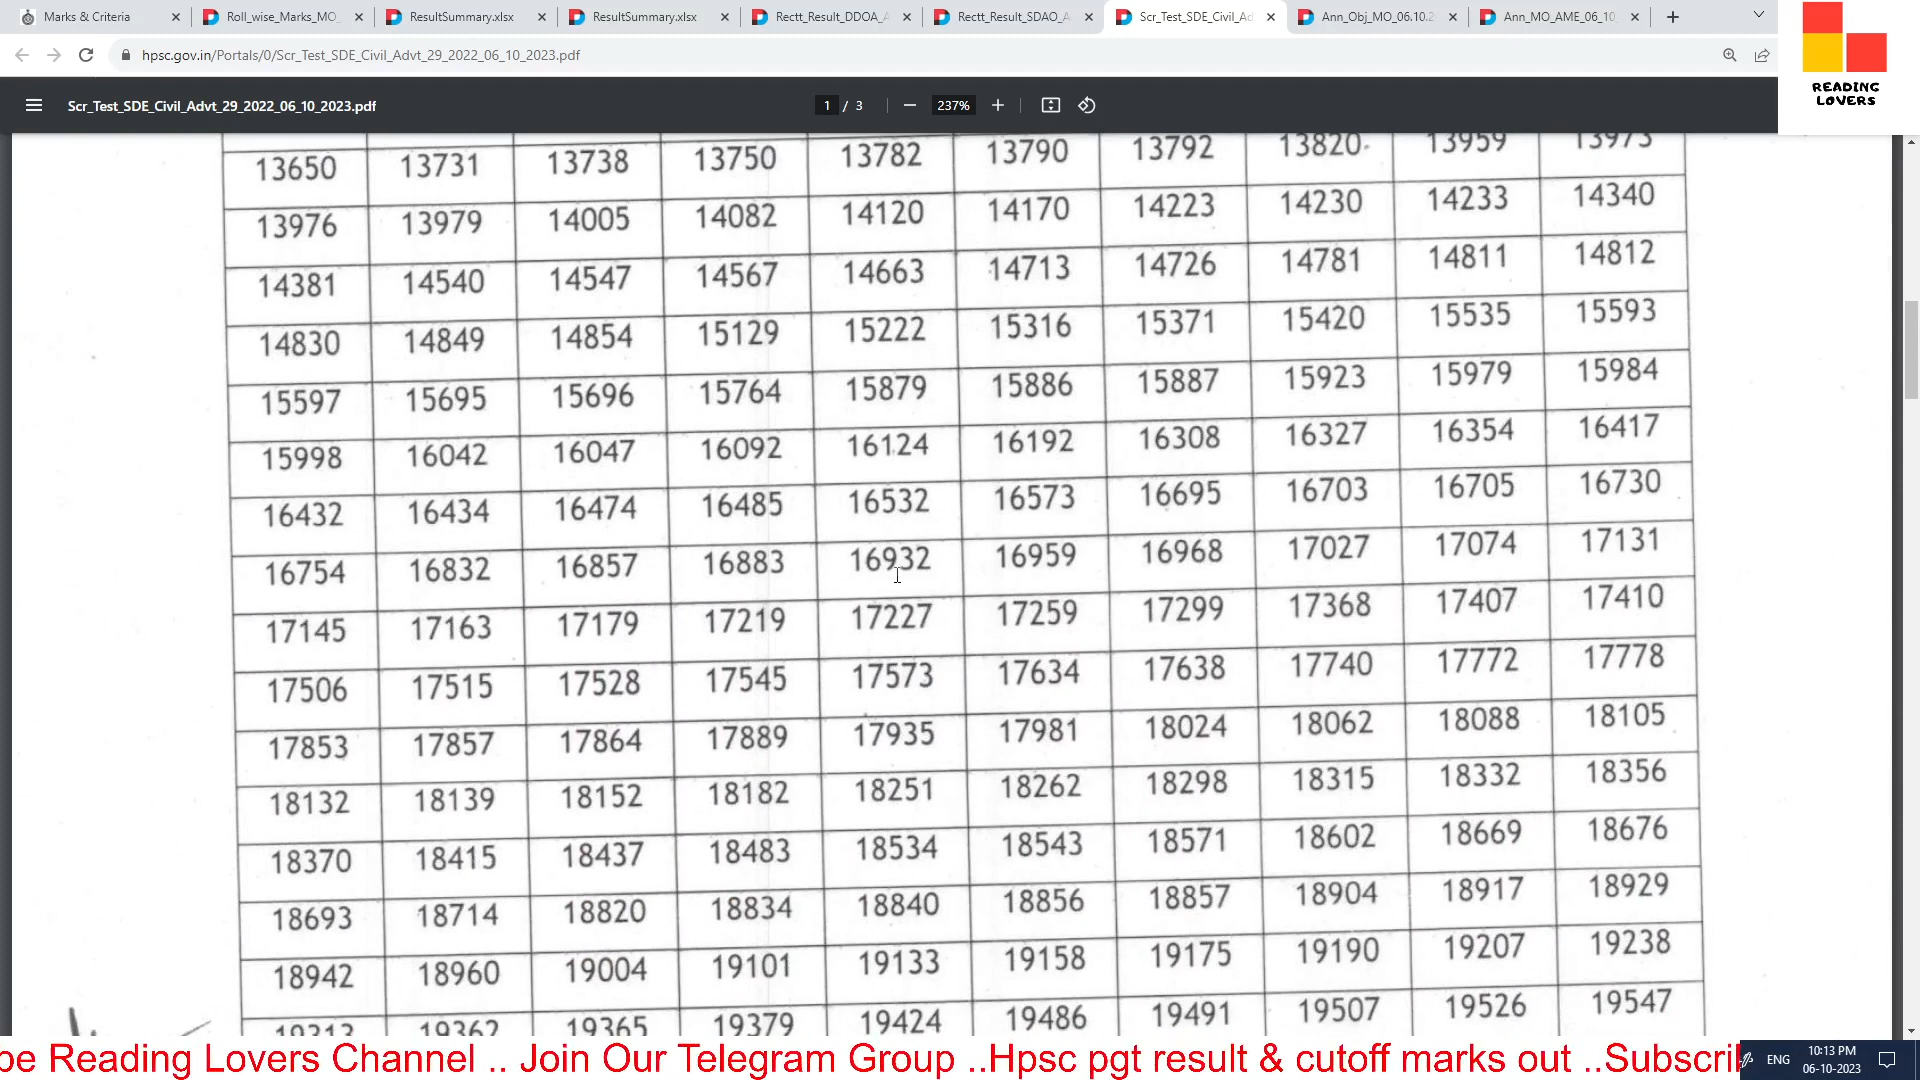 Marks & Criteria
Roll_wise_Marks_MO_
ResultSummary.xlsx
ResultSummary.xlsx
Rectt_Result_DDOA_A
Rectt_Result_SDAO_A
Scr_Test_SDE_Civil_Ad
Ann_Obj_MO_06.10.2
Ann_MO_AME_06_10_
hpsc.gov.in/Portals/0/Scr_Test_SDE_Civil_Advt_29_2022_06_10_2023.pdf
READING
LOVERS
Scr_Test_SDE_Civil_Advt_29_2022_06_10_2023.pdf
1 / 3
237%
13650 13731 13738 13750 13782 13790 13792 13820 13959 13973
13976 13979 14005 14082 14120 14170 14223 14230 14233 14340
14381 14540 14547 14567 14663 14713 14726 14781 14811 14812
14830 14849 14854 15129 15222 15316 15371 15420 15535 15593
15597 15695 15696 15764 15879 15886 15887 15923 15979 15984
15998 16042 16047 16092 16124 16192 16308 16327 16354 16417
16432 16434 16474 16485 16532 16573 16695 16703 16705 16730
16754 16832 16857 16883 16932 16959 16968 17027 17074 17131
17145 17163 17179 17219 17227 17259 17299 17368 17407 17410
17506 17515 17528 17545 17573 17634 17638 17740 17772 17778
17853 17857 17864 17889 17935 17981 18024 18062 18088 18105
18132 18139 18152 18182 18251 18262 18298 18315 18332 18356
18370 18415 18437 18483 18534 18543 18571 18602 18669 18676
18693 18714 18820 18834 18840 18856 18857 18904 18917 18929
18942 18960 19004 19101 19133 19158 19175 19190 19207 19238
19313 19362 19365 19379 19424 19486 19491 19507 19526 19547
be Reading Lovers Channel .. Join Our Telegram Group ..Hpsc pgt result & cutoff marks out ..Subscri
ENG
10:13 PM
06-10-2023